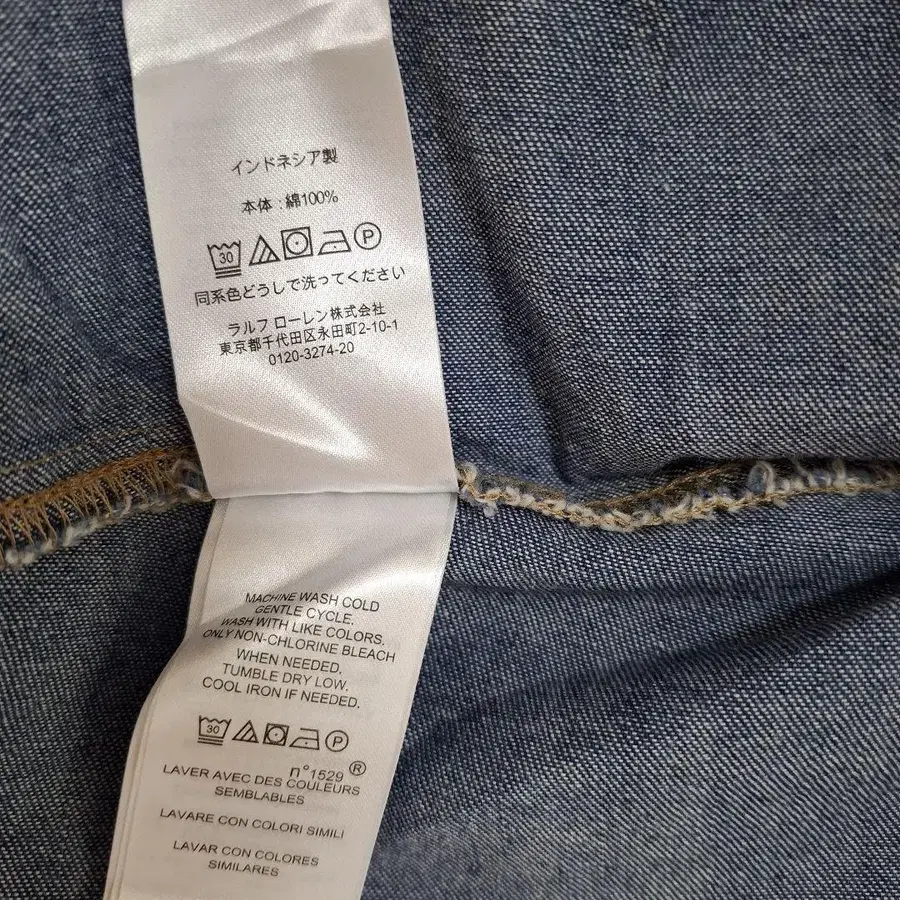 インドネシア製
本体 : 綿100%
30 P
同系色どうしで洗ってください
ラルフ ローレン株式会社
東京都千代田区永田町2-10-1
0120-3274-20
MACHINE WASH COLD
GENTLE CYCLE.
WASH WITH LIKE COLORS.
ONLY NON-CHLORINE BLEACH
WHEN NEEDED.
TUMBLE DRY LOW.
COOL IRON IF NEEDED.
30 P
n°1529 ®
LAVER AVEC DES COULEURS
SEMBLABLES
LAVARE CON COLORI SIMILI
LAVAR CON COLORES
SIMILARES